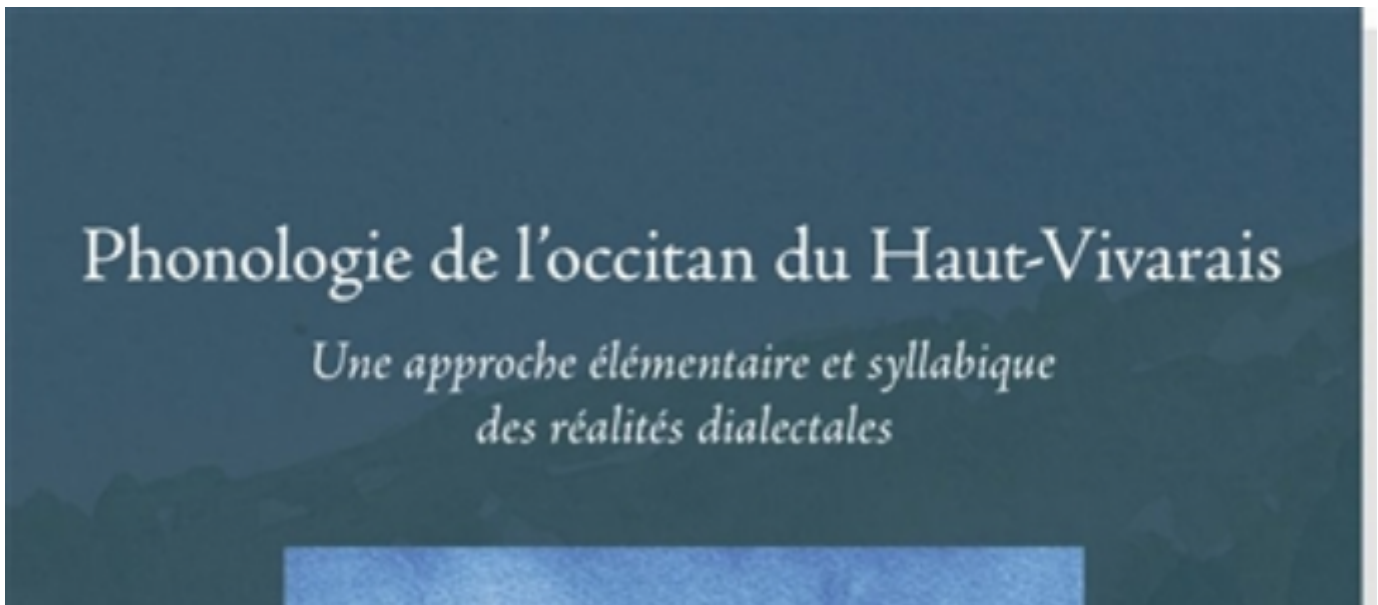 Phonologie de l’occitan du Haut-Vivarais
Une approche élémentaire et syllabique
des réalités dialectales